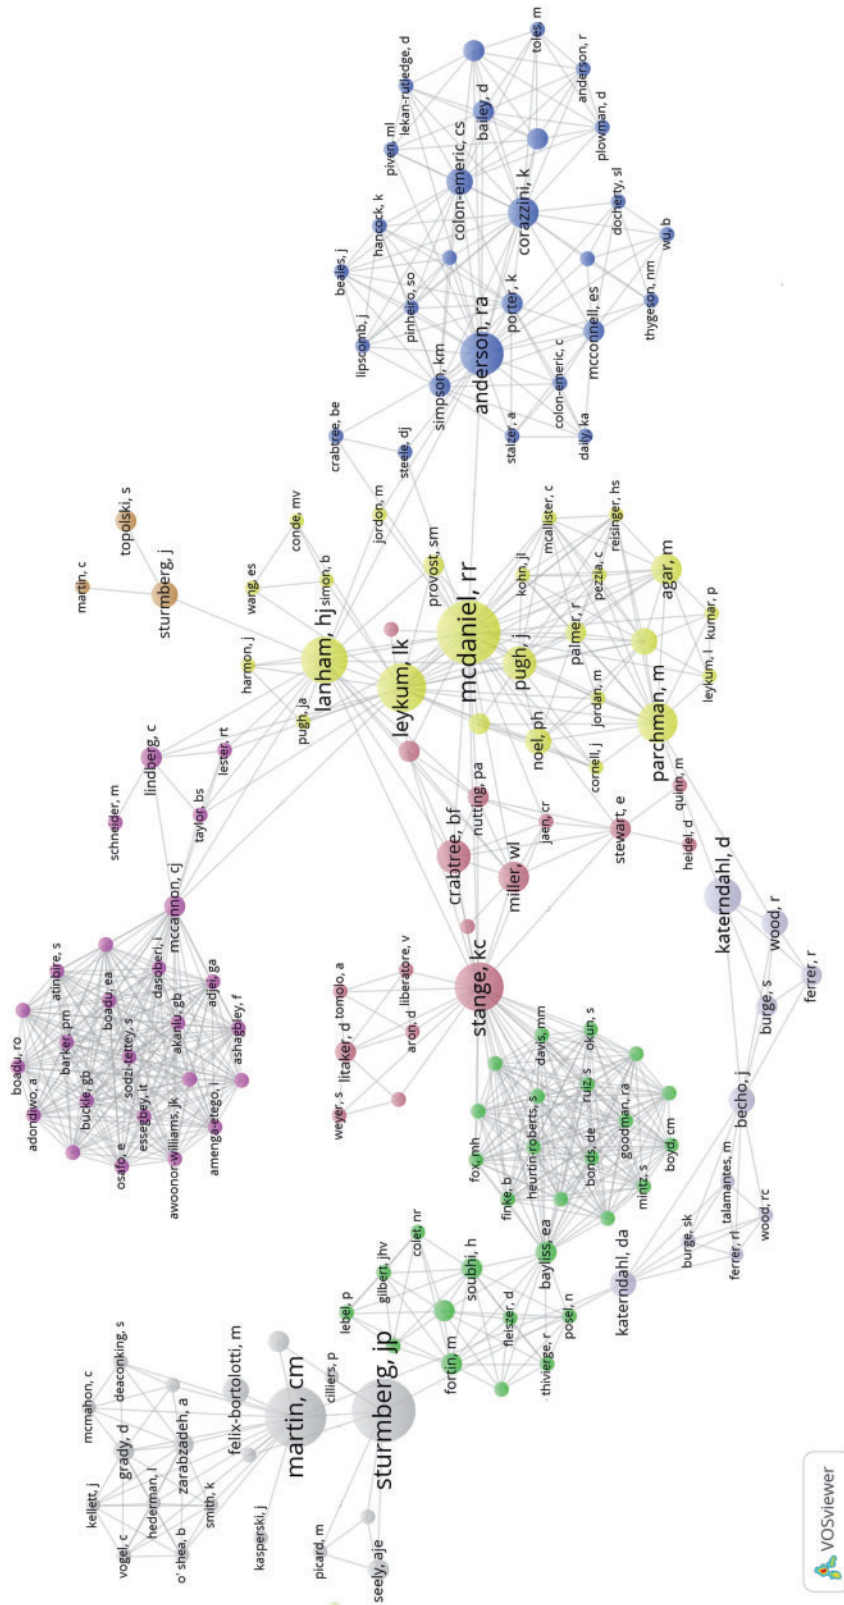 toles, m
lekan-rutledge, d
anderson, r
bailey, d
piven, ml
plowman, d
colon-emeric, cs
hancock, k
corazzini, k
docherty, sl
beales, j
wu, b
pinheiro, so
porter, k
thygeson, nm
lipscomb, j
mcconnell, es
anderson, ra
simpson, km
colon-emeric, c
stalzer, a
daily, ka
crabtree, be
steele, dj
topolski, s
martin, c
sturmberg, j
conde, mv
jordon, m
wang, es
simon, b
provost, sm
mcallister, c
reisinger, hs
kohn, jl
pezzia, c
agar, m
harmon, j
lanham, hj
mcdaniel, rr
palmer, r
kumar, p
pugh, j
leykum, l
leykum, lk
pugh, ja
jordan, m
noel, ph
parchman, m
cornell, j
lindberg, c
lester, rt
schneider, m
taylor, bs
nutting, pa
quinn, m
jaen, cr
stewart, e
crabtree, bf
heidel, d
miller, wl
mccannon, cj
katerndahl, d
wood, r
burge, s
ferrer, r
atinbire, s
dasoberi, i
boadu, ea
adjei, ga
barker, pm
akanlu, gb
boadu, ro
sodzi-tettey, s
ashagbley, f
buckle, gb
adondiwo, a
essegbey, it
osafo, e
amenga-etego, l
awoonor-williams, jk
stange, kc
tomolo, a
liberatore, v
litaker, d
aron, d
weyer, s
davis, mm
okun, s
fox, mh
ruiz, s
heurtin-roberts, s
goodman, ra
finke, b
bonds, de
boyd, cm
mintz, s
becho, j
talamantes, m
burge, sk
wood, rc
ferrer, rl
katerndahl, da
bayliss, ea
colet, nr
gilbert, jhv
soubhi, h
lebel, p
fleiszer, d
posel, n
fortin, m
thivierge, r
deaconking, s
mcmahon, c
felix-bortolotti, m
cilliers, p
grady, d
zarabzadeh, a
martin, cm
sturmberg, jp
kellett, j
hederman, l
smith, k
vogel, c
o' shea, b
kasperski, j
picard, m
seely, aje
VOSviewer